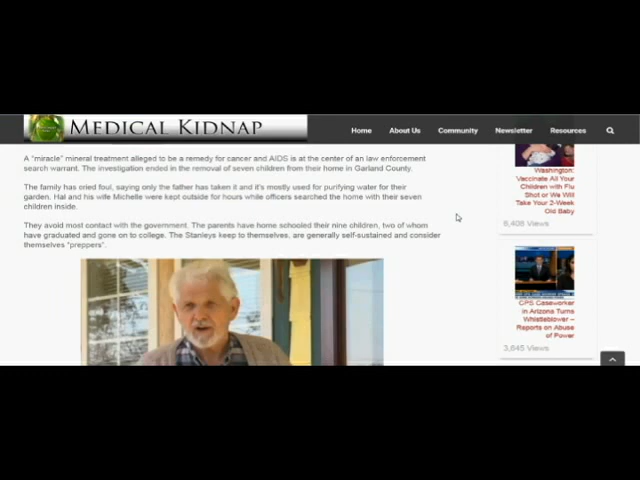 MEDICAL KIDNAP
Home About Us Community Newsletter Resources
A “miracle” mineral treatment alleged to be a remedy for cancer and AIDS is at the center of an law enforcement
search warrant. The investigation ended in the removal of seven children from their home in Garland County.
The family has cried foul, saying only the father has taken it and it's mostly used for purifying water for their
garden. Hal and his wife Michelle were kept outside for hours while officers searched the home with their seven
children inside.
They avoid most contact with the government. The parents have home schooled their nine children, two of whom
have graduated and gone on to college. The Stanleys keep to themselves, are generally self-sustained and consider
themselves “preppers”.
Washington:
Vaccinate All Your
Children with Flu
Shot or We Will
Take Your 2-Week
Old Baby
6,408 Views
CPS Caseworker
in Arizona Turns
Whistleblower –
Reports on Abuse
of Power
3,645 Views